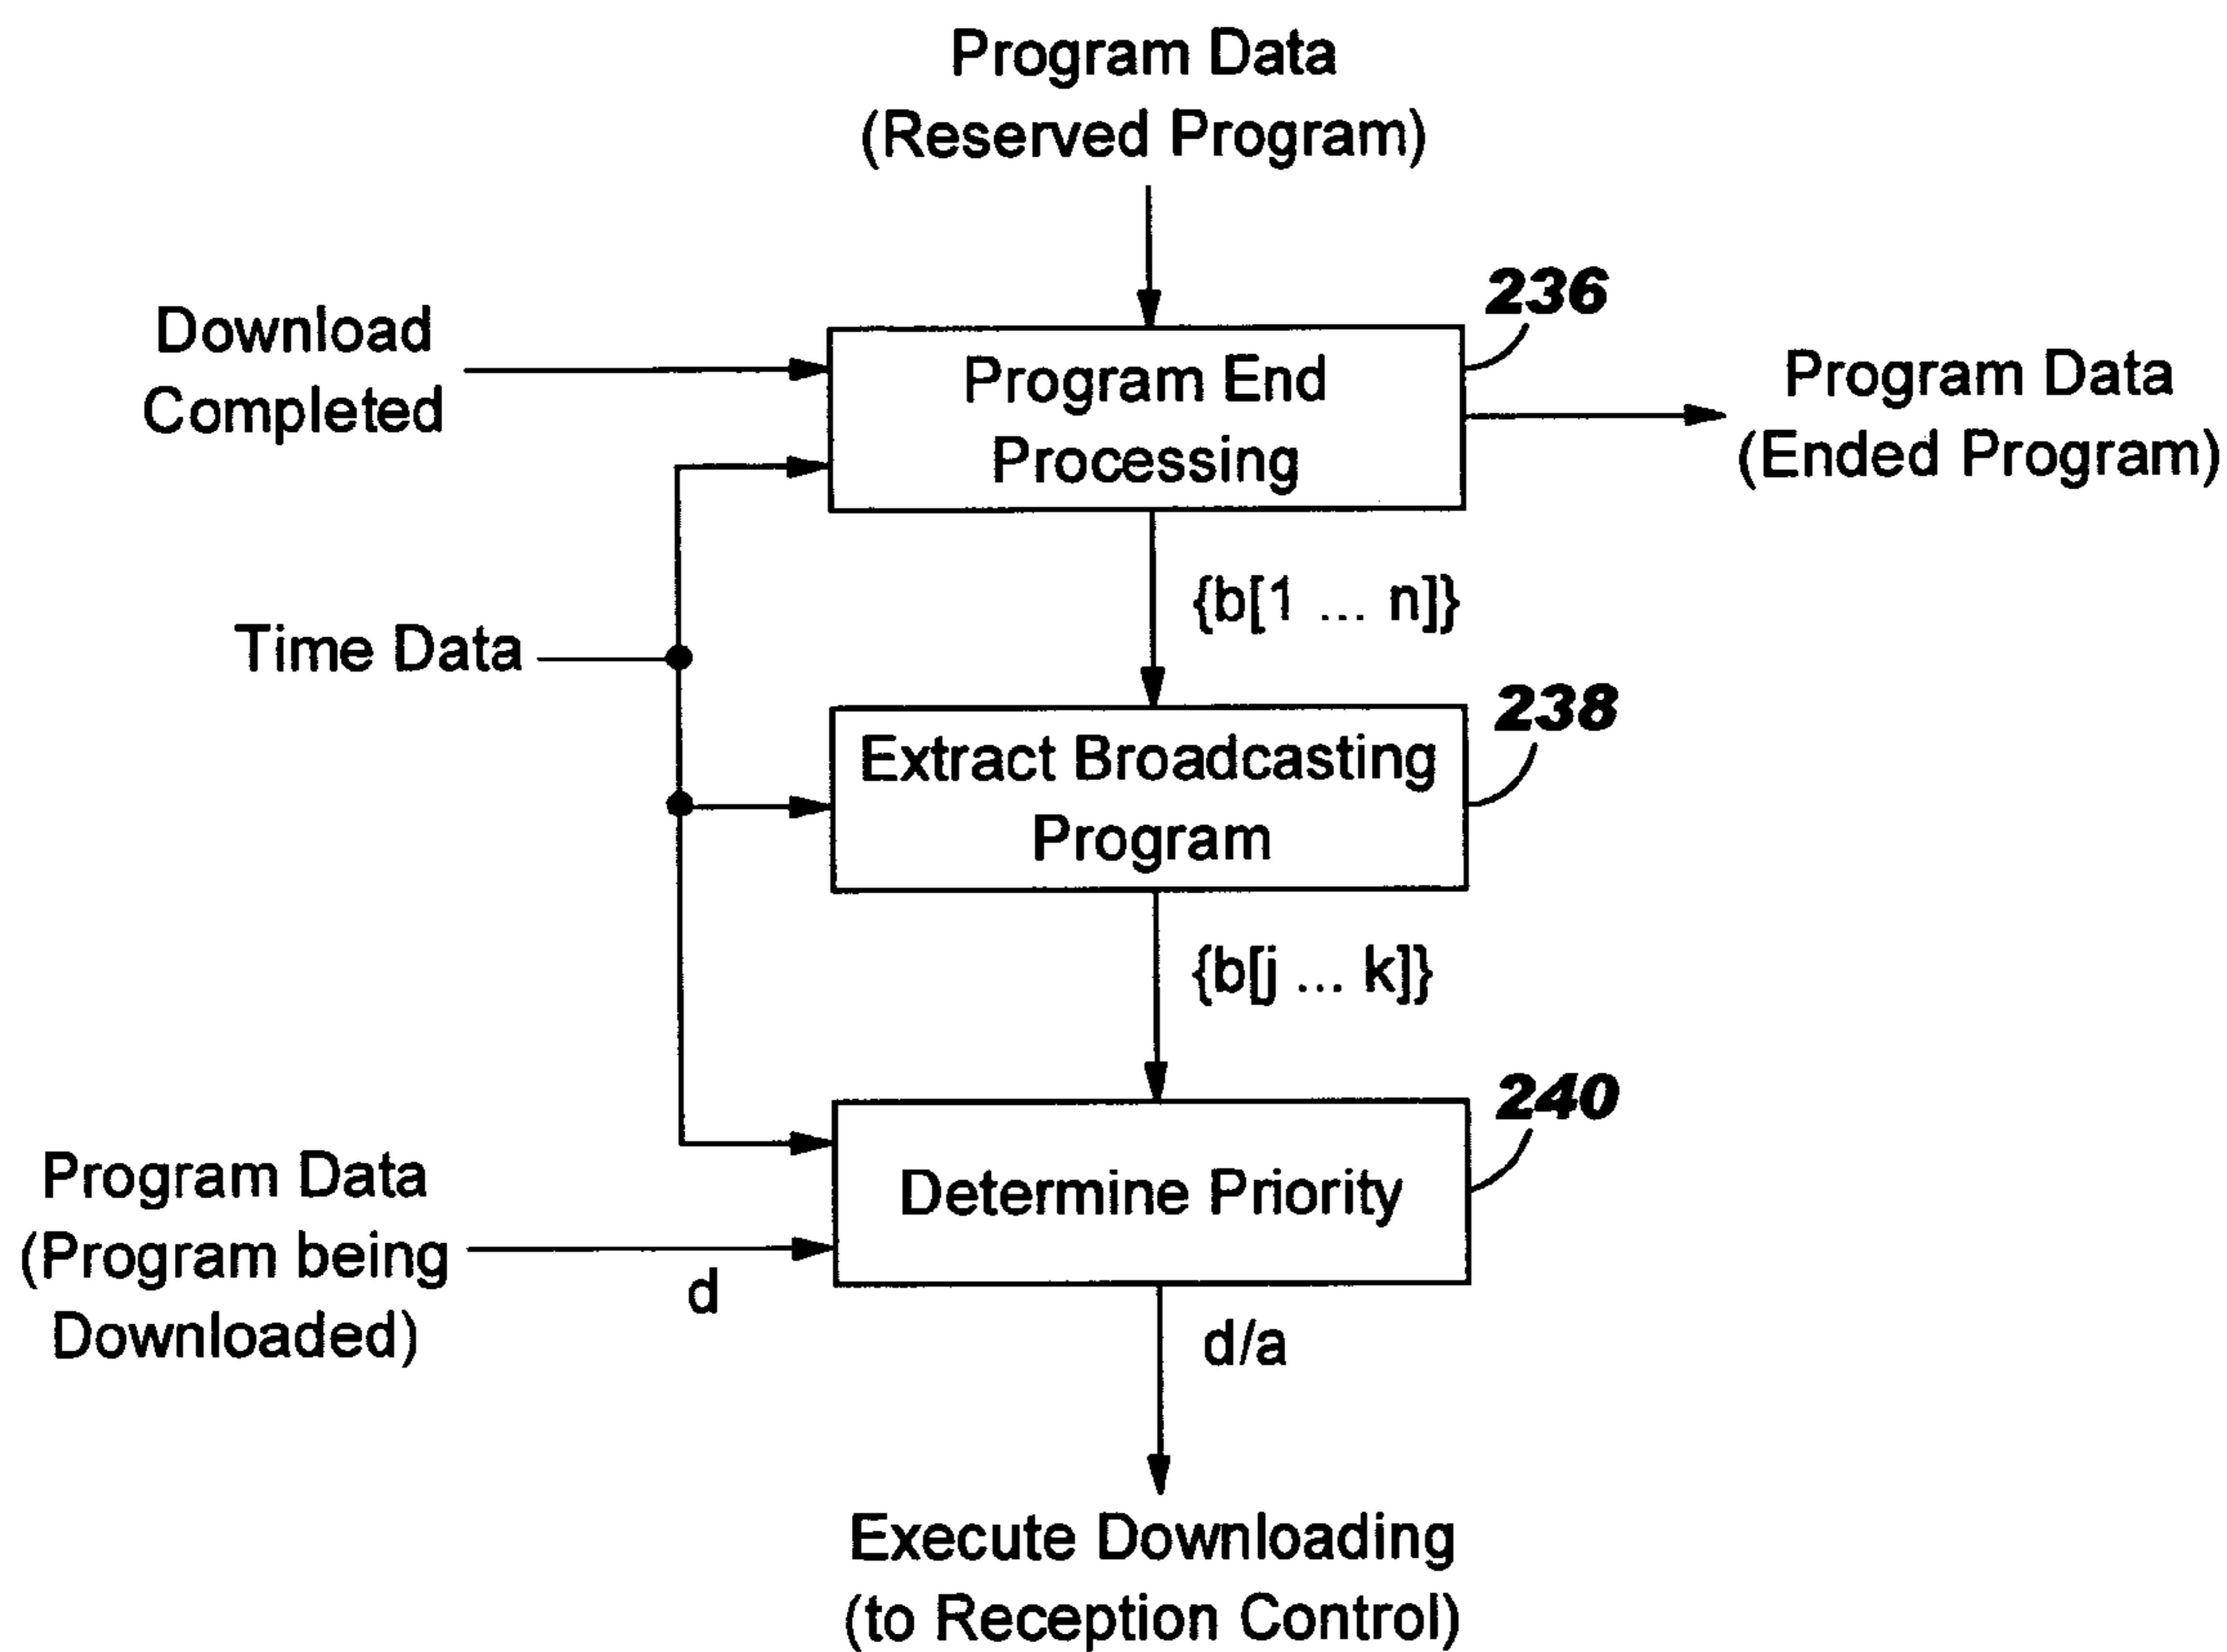 Program Data
(Reserved Program)
236
Download
Completed
Program End
Processing
Program Data
(Ended Program)
{b[1 ... n]}
Time Data
238
Extract Broadcasting
Program
{b[j ... k]}
240
Determine Priority
Program Data
(Program being
Downloaded)
d
d/a
Execute Downloading
(to Reception Control)